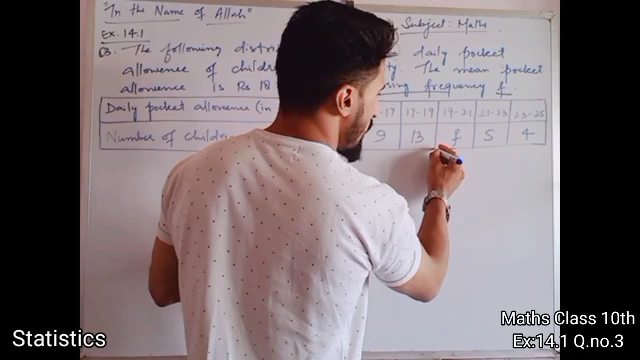 "In the Name of Allah"
Subject: Maths
Ex. 14.1
Q3. The following distri daily pocket
allowence of childre ty The mean pocket
allowence is Rs 18 ing frequency f.
Daily pocket allowence (in -17 17-19 19-21 21-23 23-25
Number of children 9 13 f 5 4
Statistics
Maths Class 10th
Ex:14.1 Q.no.3